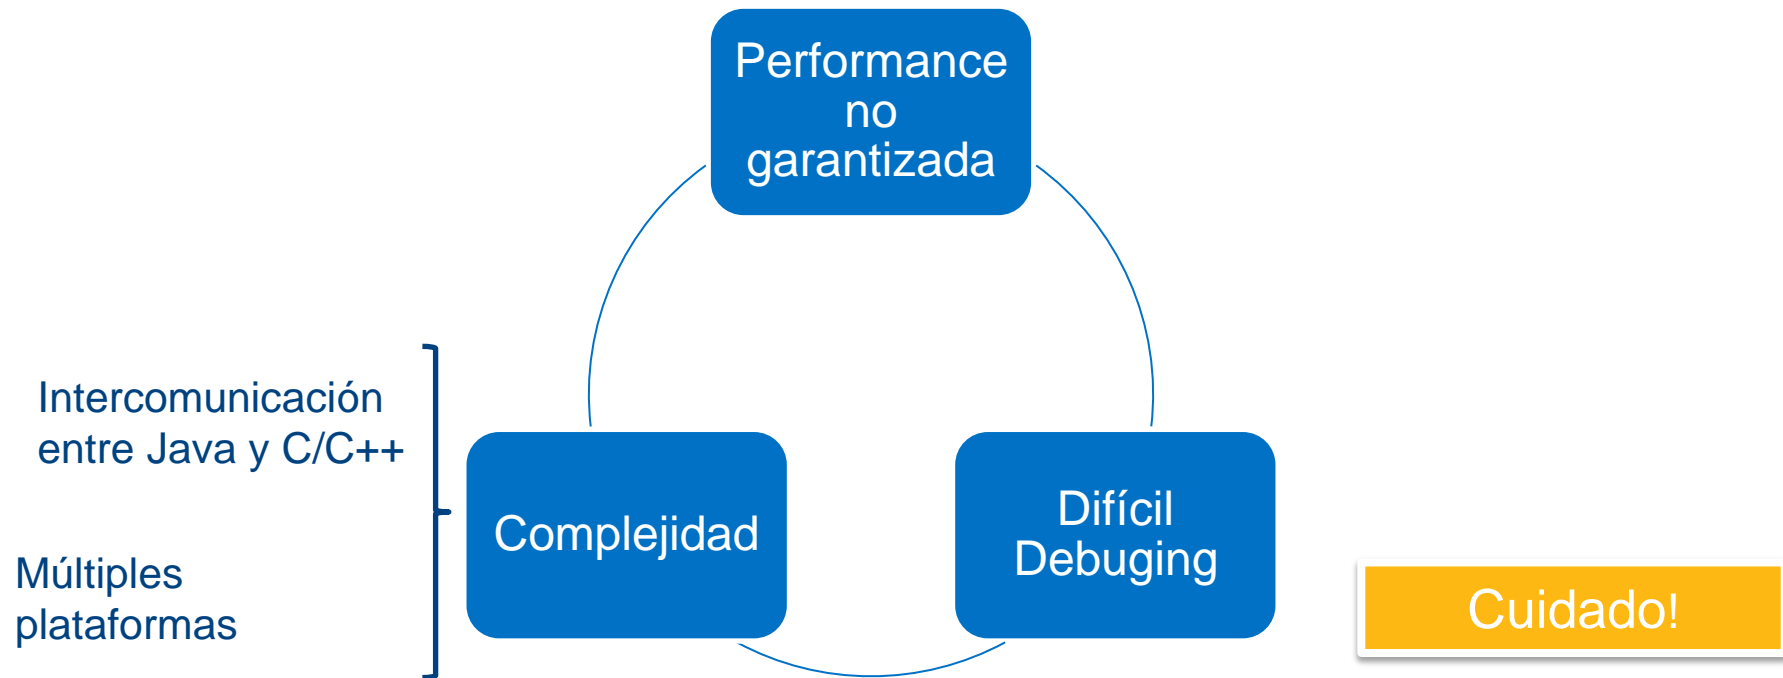 Performance
no
garantizada
Intercomunicación
entre Java y C/C++
Múltiples
plataformas
Complejidad
Difícil
Debuging
Cuidado!